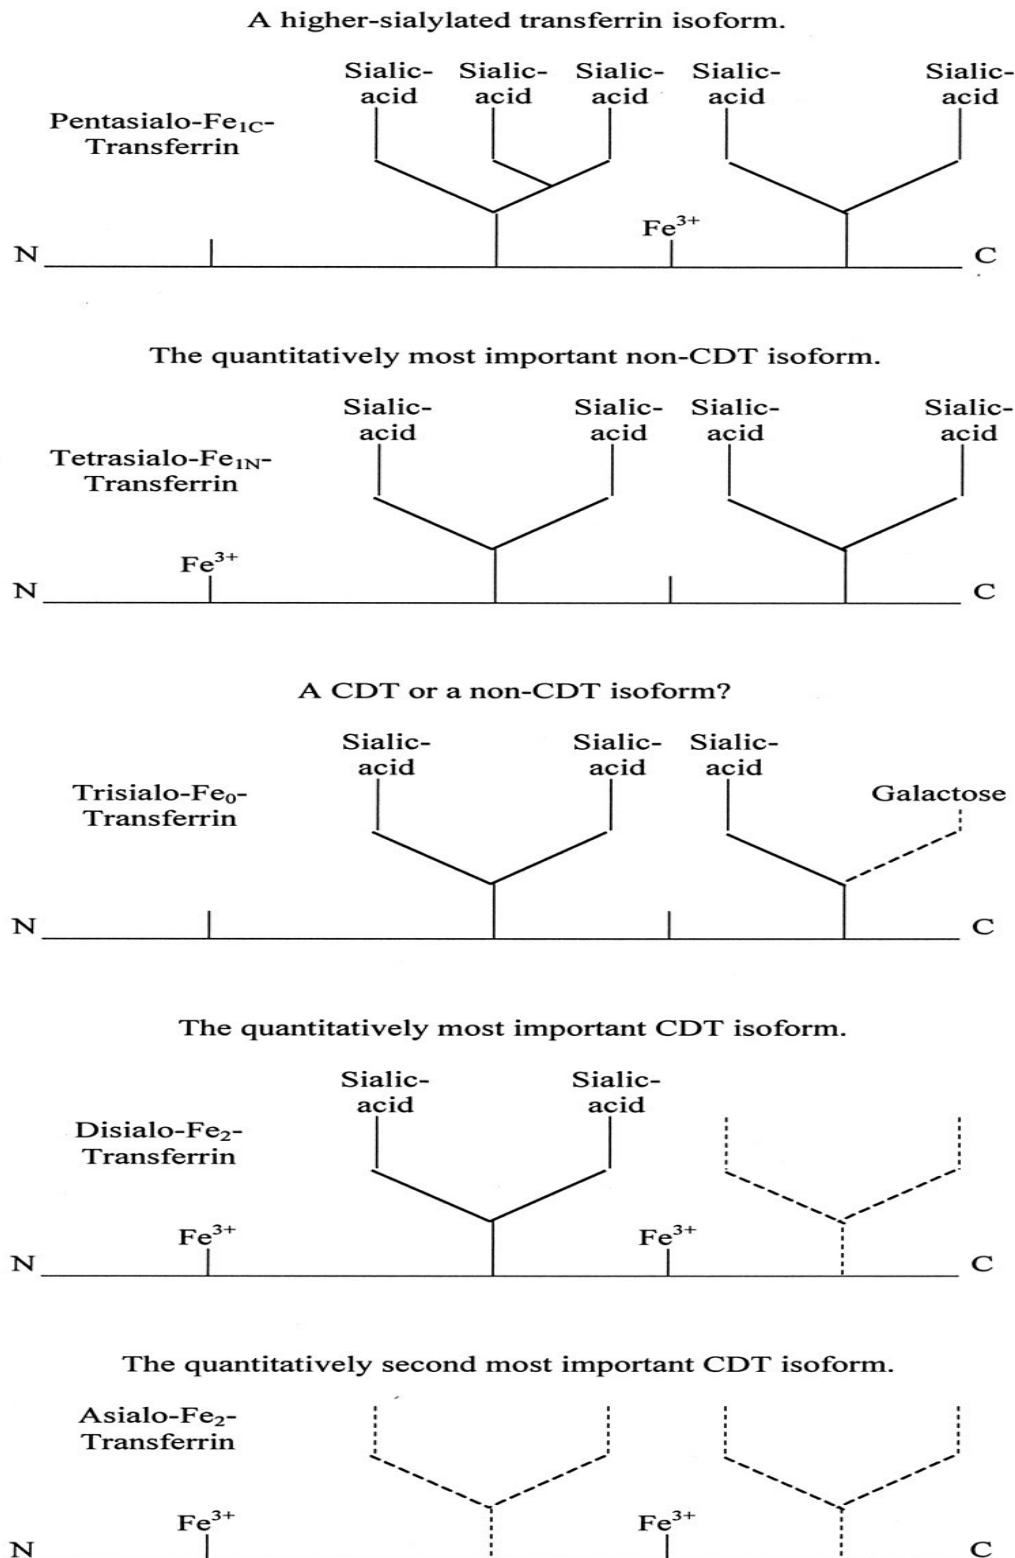 A higher-sialylated transferrin isoform.
Sialic- Sialic- Sialic- Sialic- Sialic-
acid acid acid acid acid
Pentasialo-Fe1C-
Transferrin
Fe3+
N C
The quantitatively most important non-CDT isoform.
Sialic- Sialic- Sialic- Sialic-
acid acid acid acid
Tetrasialo-Fe1N-
Transferrin
Fe3+
N C
A CDT or a non-CDT isoform?
Sialic- Sialic- Sialic-
acid acid acid
Trisialo-Fe0- Galactose
Transferrin
N C
The quantitatively most important CDT isoform.
Sialic- Sialic-
acid acid
Disialo-Fe2-
Transferrin
Fe3+ Fe3+
N C
The quantitatively second most important CDT isoform.
Asialo-Fe2-
Transferrin
Fe3+ Fe3+
N C